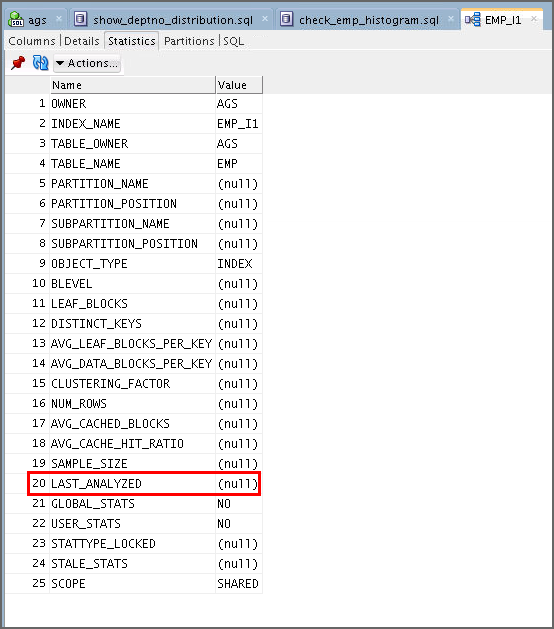 ags show_deptno_distribution.sql check_emp_histogram.sql EMP_I1
Columns Details Statistics Partitions SQL
Actions...
Name Value
1 OWNER AGS
2 INDEX_NAME EMP_I1
3 TABLE_OWNER AGS
4 TABLE_NAME EMP
5 PARTITION_NAME (null)
6 PARTITION_POSITION (null)
7 SUBPARTITION_NAME (null)
8 SUBPARTITION_POSITION (null)
9 OBJECT_TYPE INDEX
10 BLEVEL (null)
11 LEAF_BLOCKS (null)
12 DISTINCT_KEYS (null)
13 AVG_LEAF_BLOCKS_PER_KEY (null)
14 AVG_DATA_BLOCKS_PER_KEY (null)
15 CLUSTERING_FACTOR (null)
16 NUM_ROWS (null)
17 AVG_CACHED_BLOCKS (null)
18 AVG_CACHE_HIT_RATIO (null)
19 SAMPLE_SIZE (null)
20 LAST_ANALYZED (null)
21 GLOBAL_STATS NO
22 USER_STATS NO
23 STATTYPE_LOCKED (null)
24 STALE_STATS (null)
25 SCOPE SHARED